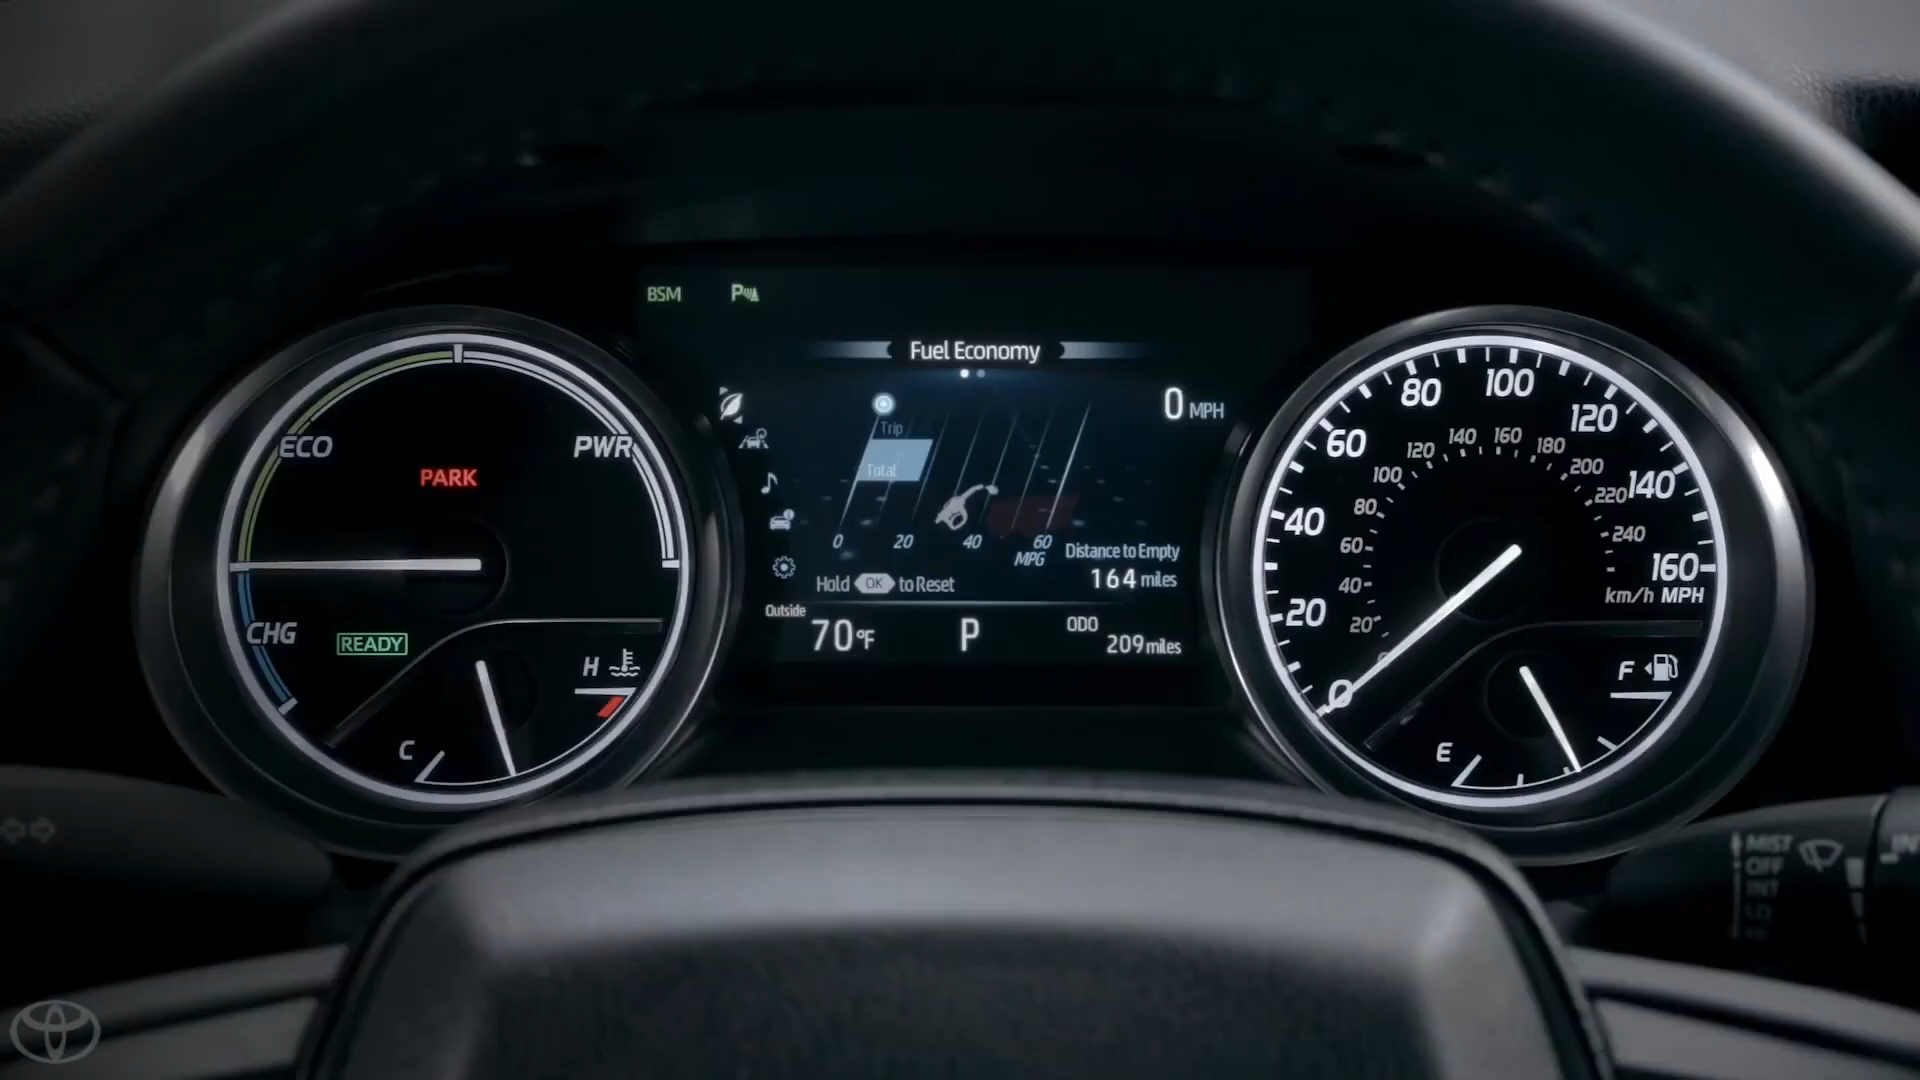 BSM
P
Fuel Economy
0 MPH
Trip
Total
0 20 40 60
MPG
Distance to Empty
164 miles
Hold OK to Reset
Outside
70°F
P
ODO
209 miles
ECO
PWR
PARK
CHG
READY
H
C
0
20
40
60
80
100
120
140
160
20
40
60
80
100
120
140
160
180
200
220
240
km/h MPH
F
E
MIST
OFF
INT
LO